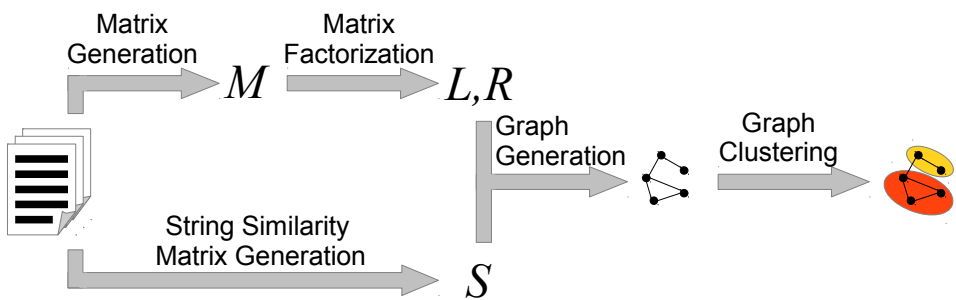 Matrix
Generation
Matrix
Factorization
M
L,R
Graph
Generation
Graph
Clustering
String Similarity
Matrix Generation
S